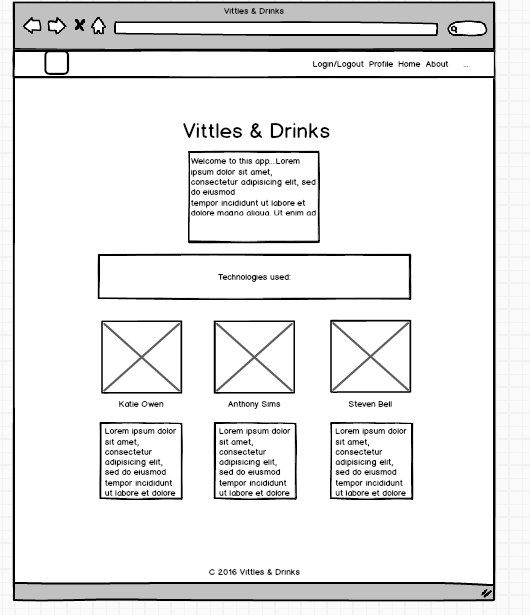 Vittles & Drinks
Login/Logout Profile Home About ...
Vittles & Drinks
Welcome to this app...Lorem
ipsum dolor sit amet,
consectetur adipisicing elit, sed
do eiusmod
tempor incididunt ut labore et
dolore magna aliqua. Ut enim ad
Technologies used:
Katie Owen
Anthony Sims
Steven Bell
Lorem ipsum dolor
sit amet,
consectetur
adipisicing elit,
sed do eiusmod
tempor incididunt
ut labore et dolore
Lorem ipsum dolor
sit amet,
consectetur
adipisicing elit,
sed do eiusmod
tempor incididunt
ut labore et dolore
Lorem ipsum dolor
sit amet,
consectetur
adipisicing elit,
sed do eiusmod
tempor incididunt
ut labore et dolore
C 2016 Vittles & Drinks